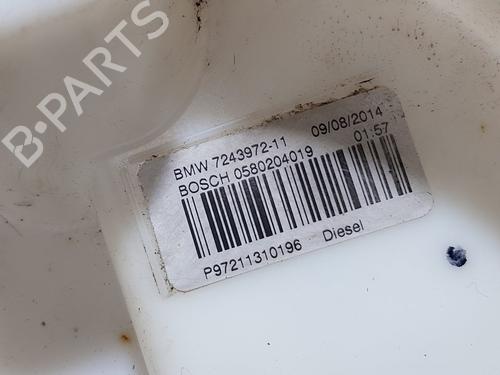 B-PARTS
BMW 7243972-11 09/08/2014
BOSCH 0580204019 01:57
P97211310196 Diesel